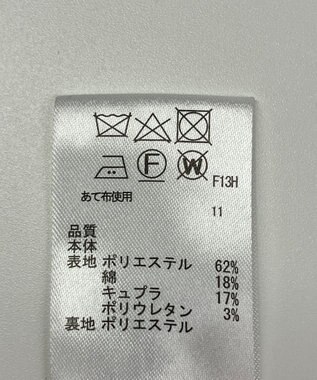 F W F13H
あて布使用
11
品質
本体
表地 ポリエステル 62%
綿 18%
キュプラ 17%
ポリウレタン 3%
裏地 ポリエステル